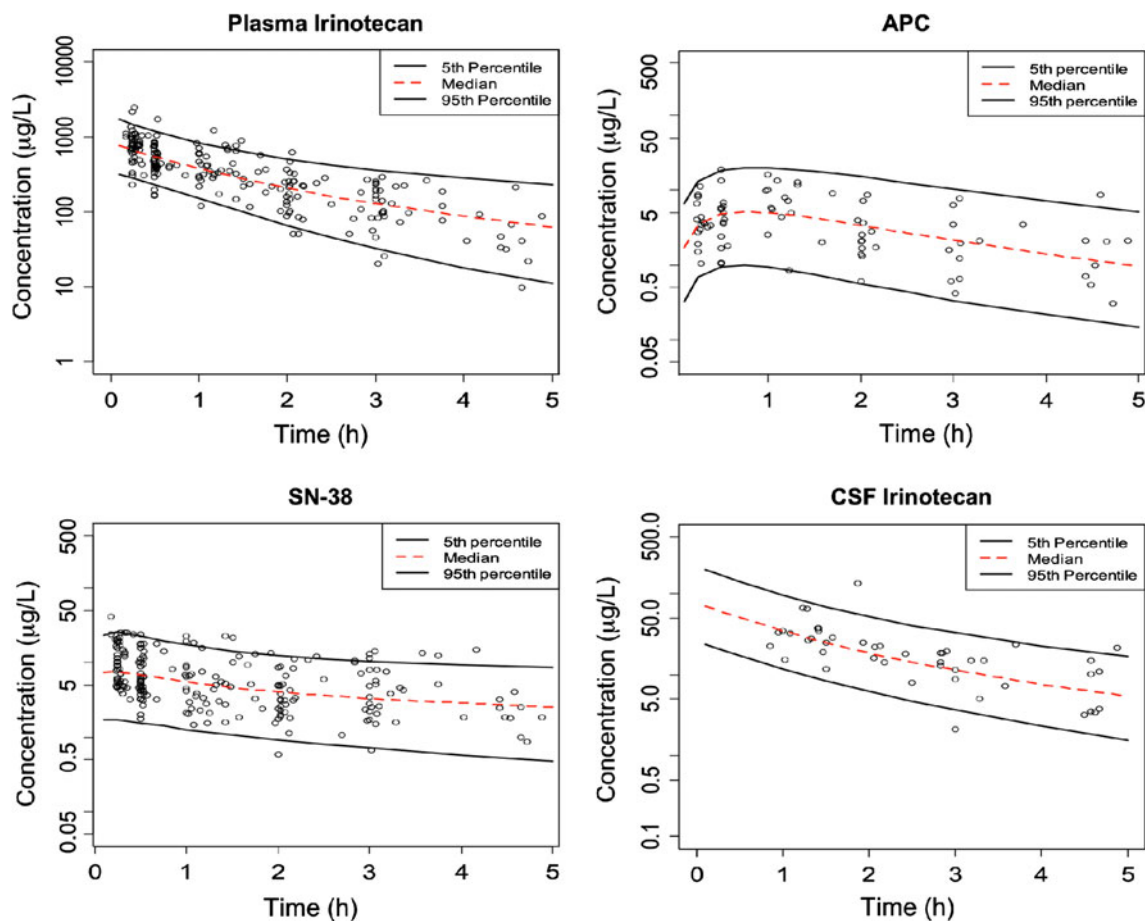 Plasma Irinotecan
Concentration (µg/L)
10000
1000
100
10
1
5th Percentile
Median
95th Percentile
0 1 2 3 4 5
Time (h)
APC
Concentration (µg/L)
500
50
5
0.5
0.05
5th percentile
Median
95th percentile
1 2 3 4 5
Time (h)
SN-38
Concentration (µg/L)
500
50
5
0.5
0.05
5th percentile
Median
95th percentile
0 1 2 3 4 5
Time (h)
CSF Irinotecan
Concentration (µg/L)
500.0
50.0
5.0
0.5
0.1
5th Percentile
Median
95th Percentile
0 1 2 3 4 5
Time (h)